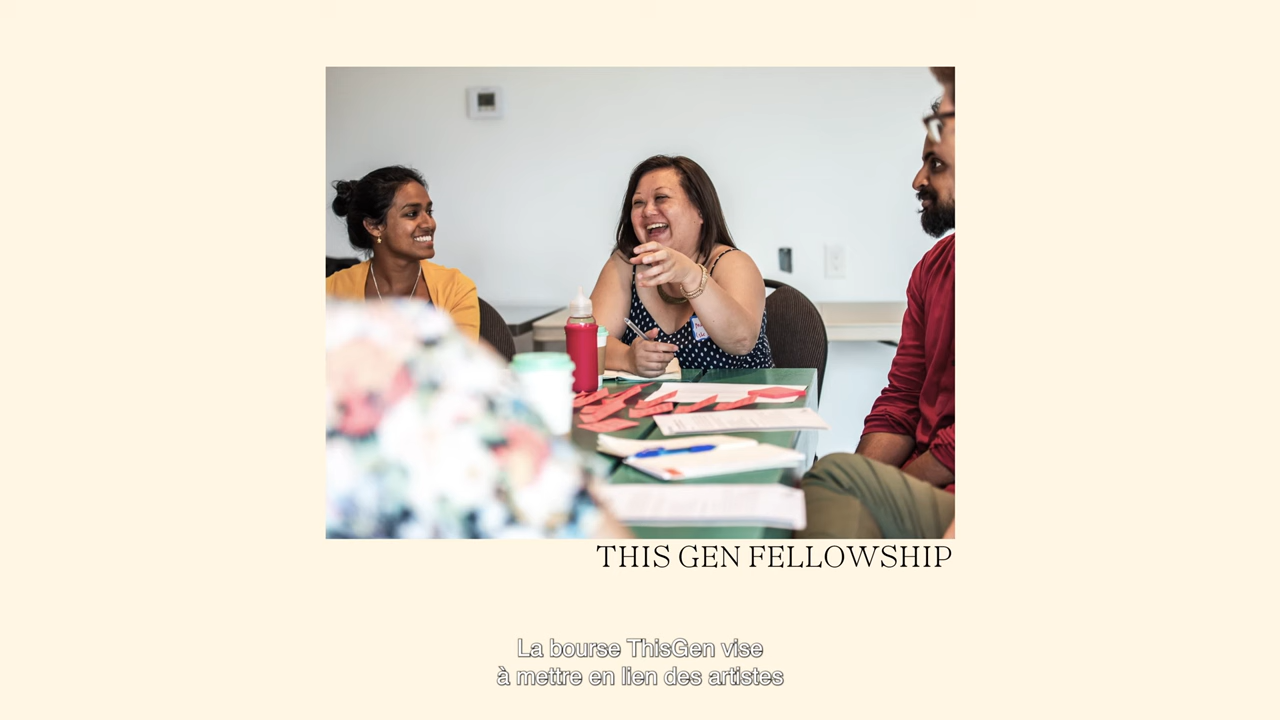 THIS GEN FELLOWSHIP
La bourse ThisGen vise
à mettre en lien des artistes